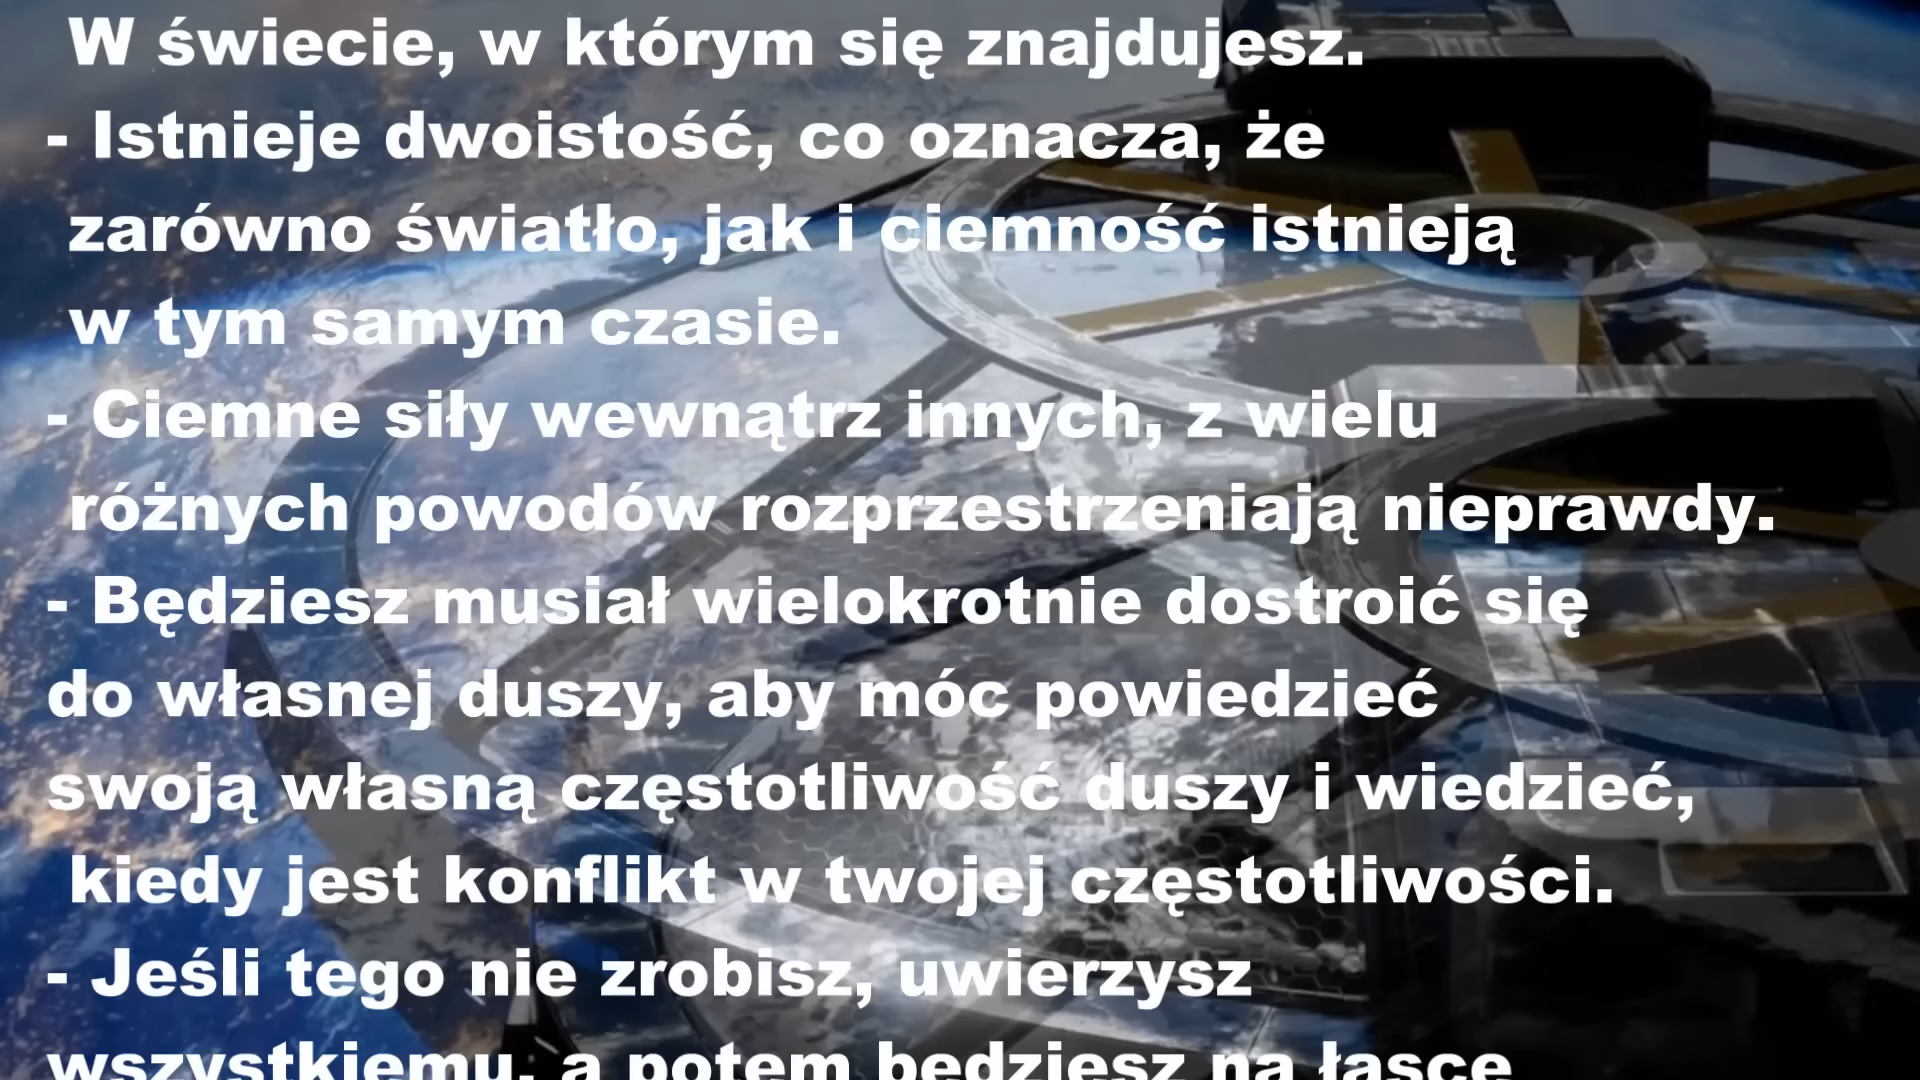 W świecie, w którym się znajdujesz.
- Istnieje dwoistość, co oznacza, że
zarówno światło, jak i ciemność istnieją
w tym samym czasie.
- Ciemne siły wewnątrz innych, z wielu
różnych powodów rozprzestrzeniają nieprawdy.
- Będziesz musiał wielokrotnie dostroić się
do własnej duszy, aby móc powiedzieć
swoją własną częstotliwość duszy i wiedzieć,
kiedy jest konflikt w twojej częstotliwości.
- Jeśli tego nie zrobisz, uwierzysz
wszystkiemu, a potem będziesz na łasce